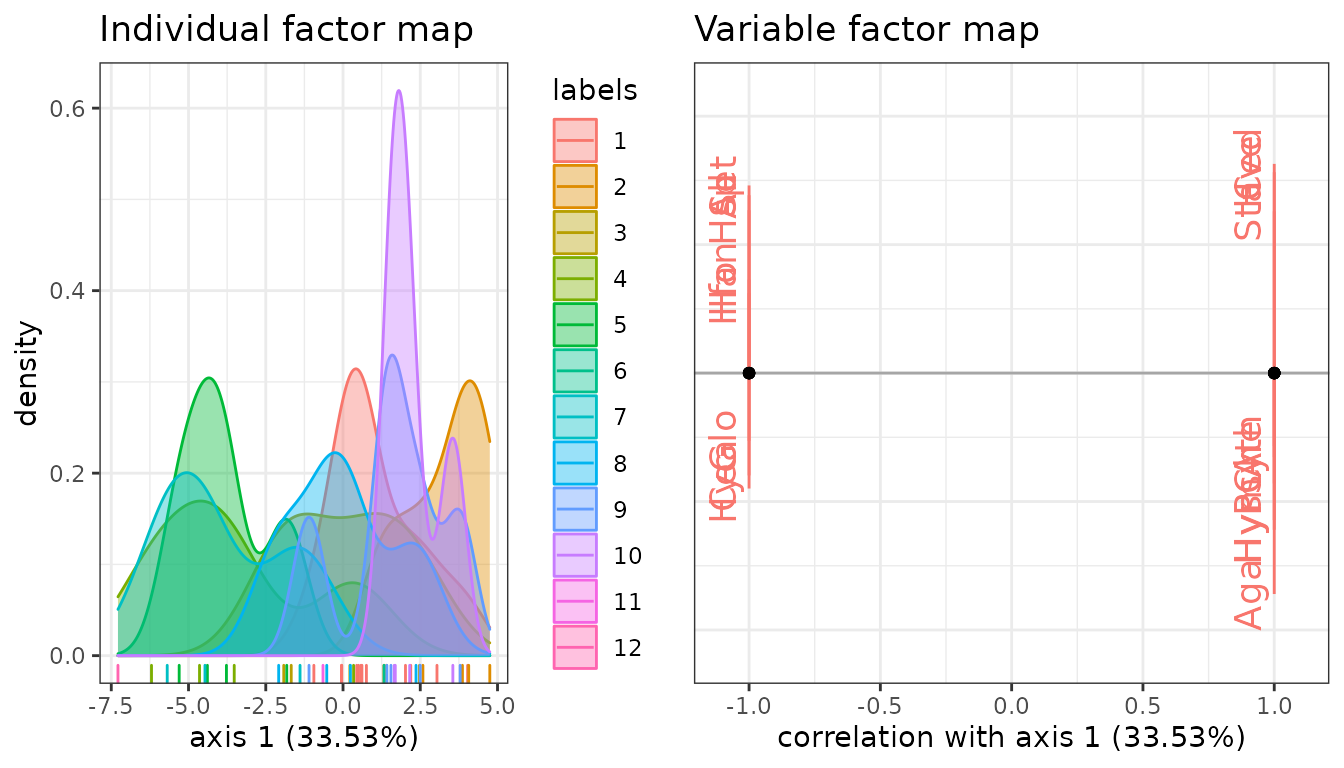 Individual factor map
Variable factor map
labels
1
2
3
4
5
6
7
8
9
10
11
12
density
0.6
0.4
0.2
0.0
-7.5 -5.0 -2.5 0.0 2.5 5.0
axis 1 (33.53%)
-1.0 -0.5 0.0 0.5 1.0
correlation with axis 1 (33.53%)